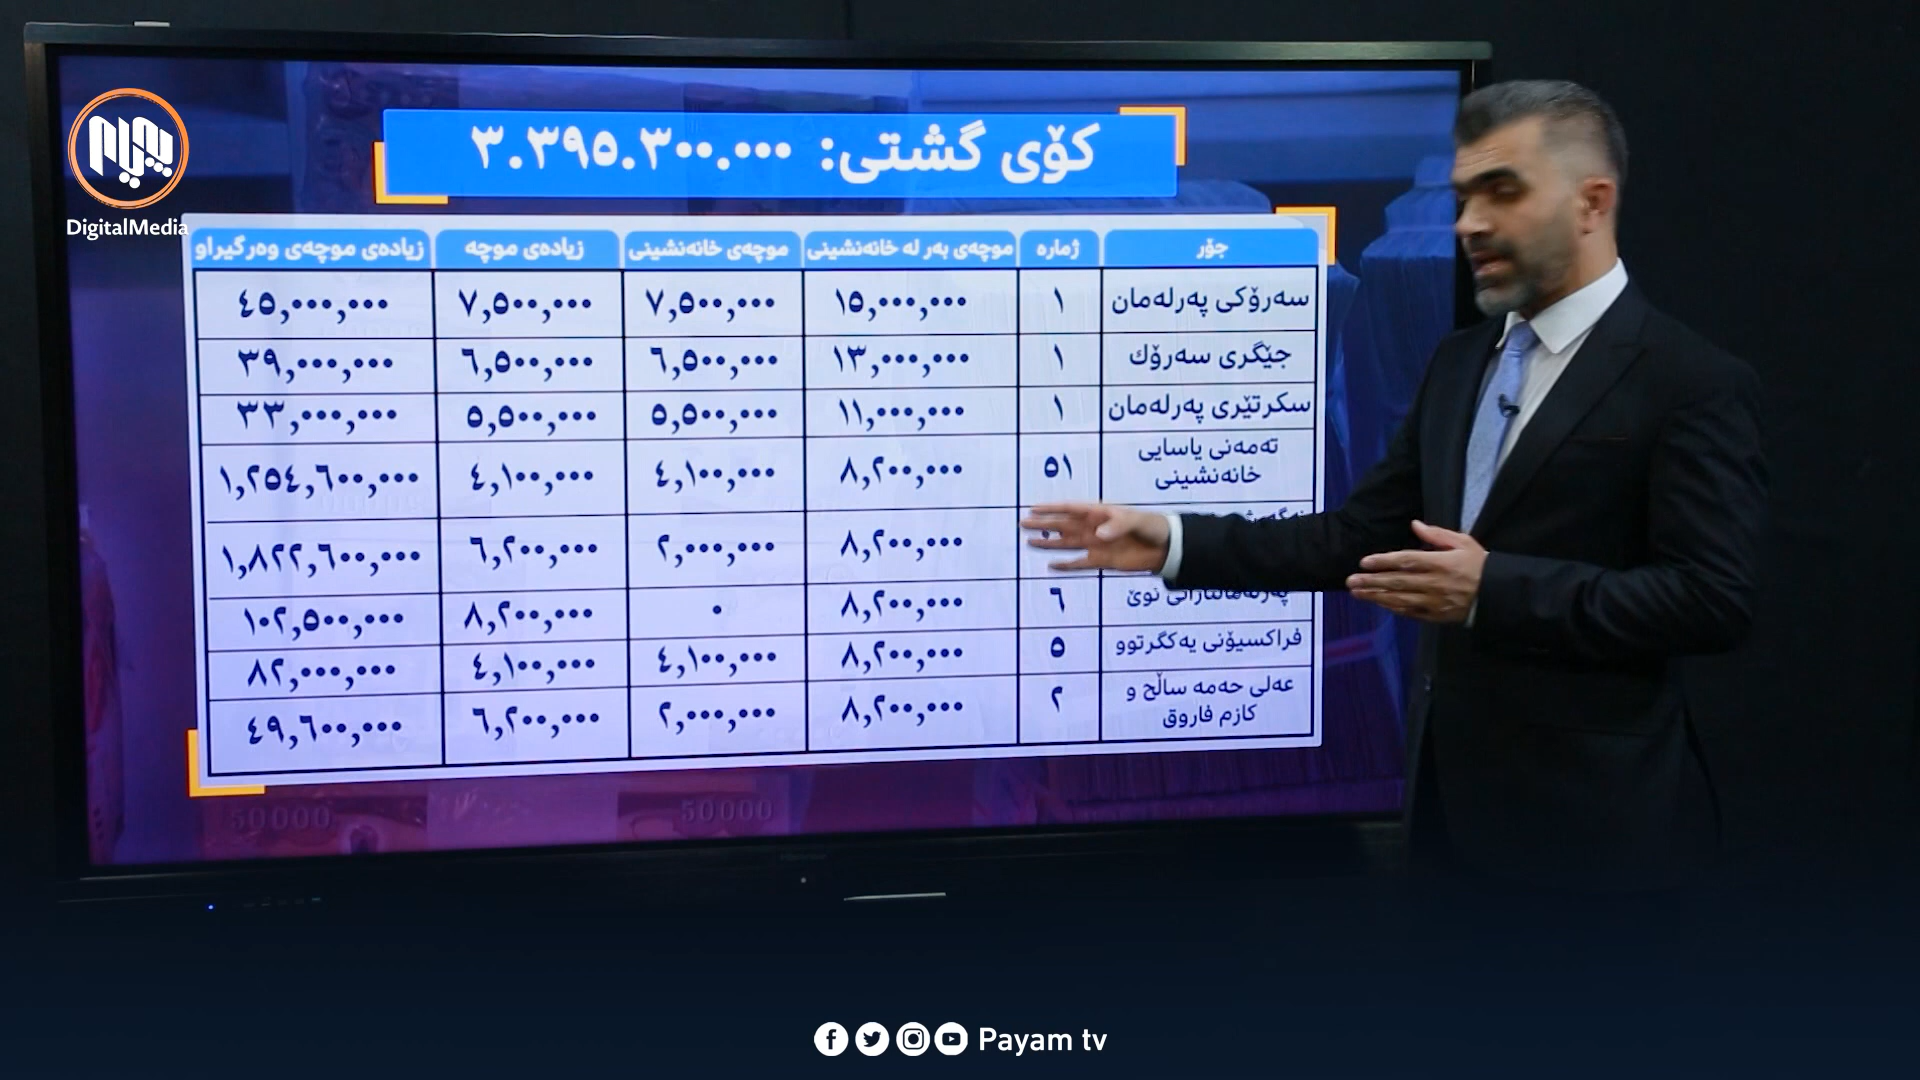 پەیام
DigitalMedia
کۆی گشتی: ٣.٣٩٥.٣٠٠.٠٠٠
جۆر ژمارە موچەی بەر لە خانەنشینی موچەی خانەنشینی زیادەی موچە زیادەی موچەی وەرگیراو
سەرۆکی پەرلەمان ١ ١٥,٠٠٠,٠٠٠ ٧,٥٠٠,٠٠٠ ٧,٥٠٠,٠٠٠ ٤٥,٠٠٠,٠٠٠
جێگری سەرۆك ١ ١٣,٠٠٠,٠٠٠ ٦,٥٠٠,٠٠٠ ٦,٥٠٠,٠٠٠ ٣٩,٠٠٠,٠٠٠
سکرتێری پەرلەمان ١ ١١,٠٠٠,٠٠٠ ٥,٥٠٠,٠٠٠ ٥,٥٠٠,٠٠٠ ٣٣,٠٠٠,٠٠٠
تەمەنی یاسایی
خانەنشینی ٥١ ٨,٢٠٠,٠٠٠ ٤,١٠٠,٠٠٠ ٤,١٠٠,٠٠٠ ١,٢٥٤,٦٠٠,٠٠٠
٨,٢٠٠,٠٠٠ ٢,٠٠٠,٠٠٠ ٦,٢٠٠,٠٠٠ ١,٨٢٢,٦٠٠,٠٠٠
نوێ ٦ ٨,٢٠٠,٠٠٠ ٠ ٨,٢٠٠,٠٠٠ ١٠٢,٥٠٠,٠٠٠
فراکسیۆنی یەکگرتوو ٥ ٨,٢٠٠,٠٠٠ ٤,١٠٠,٠٠٠ ٤,١٠٠,٠٠٠ ٨٢,٠٠٠,٠٠٠
عەلی حەمە ساڵح و
کازم فاروق ٢ ٨,٢٠٠,٠٠٠ ٢,٠٠٠,٠٠٠ ٦,٢٠٠,٠٠٠ ٤٩,٦٠٠,٠٠٠
50000 50000
Payam tv